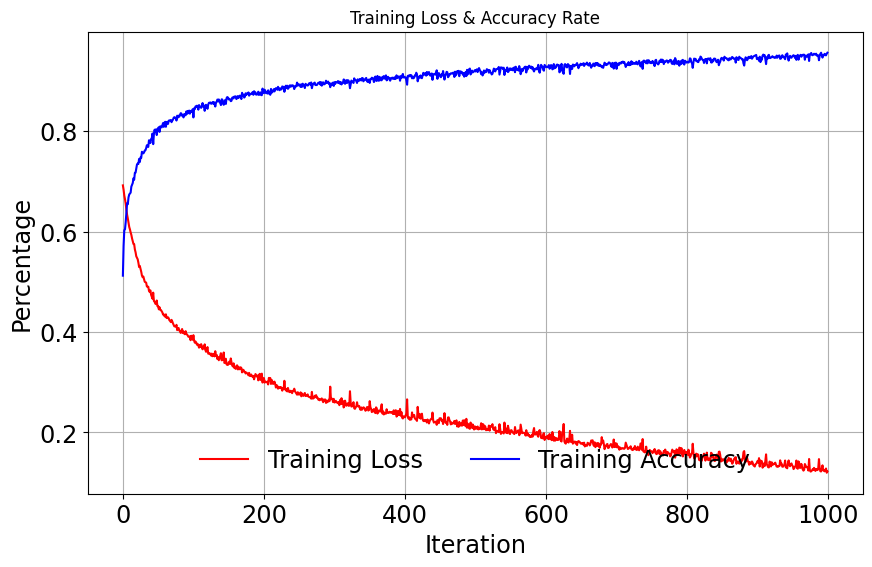 Training Loss & Accuracy Rate
Percentage
0.8
0.6
0.4
0.2
Training Loss Training Accuracy
0 200 400 600 800 1000
Iteration